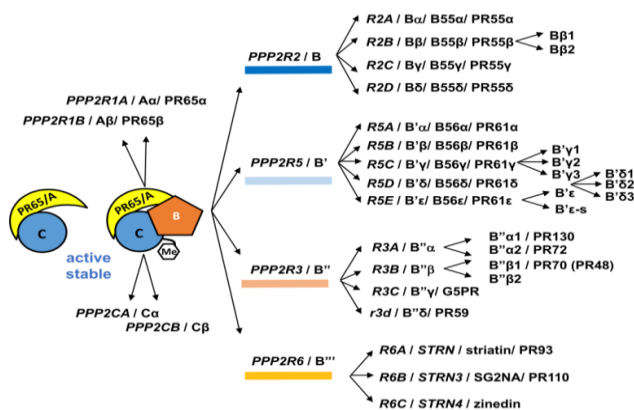 R2A / Bα/ B55α/ PR55α
R2B / Bβ/ B55β/ PR55β
Bβ1
Bβ2
PPP2R2 / B
R2C / Bγ/ B55γ/ PR55γ
R2D / Bδ/ B55δ/ PR55δ
PPP2R1A / Aα/ PR65α
PPP2R1B / Aβ/ PR65β
R5A / B'α/ B56α/ PR61α
R5B / B'β/ B56β/ PR61β
PPP2R5 / B'
R5C / B'γ/ B56γ/ PR61γ
R5D / B'δ/ B56δ/ PR61δ
R5E / B'ε/ B56ε/ PR61ε
B'γ1
B'γ2
B'γ3
B'δ1
B'δ2
B'δ3
B'ε
B'ε-s
PR65/A
C
PR65/A
B
C
Me
active
stable
PPP2R3 / B"
R3A / B"α
B"α1 / PR130
B"α2 / PR72
R3B / B"β
B"β1 / PR70 (PR48)
B"β2
R3C / B"γ/ G5PR
r3d / B"δ/ PR59
PPP2CA / Cα
PPP2CB / Cβ
PPP2R6 / B"'
R6A / STRN / striatin/ PR93
R6B / STRN3 / SG2NA/ PR110
R6C / STRN4 / zinedin